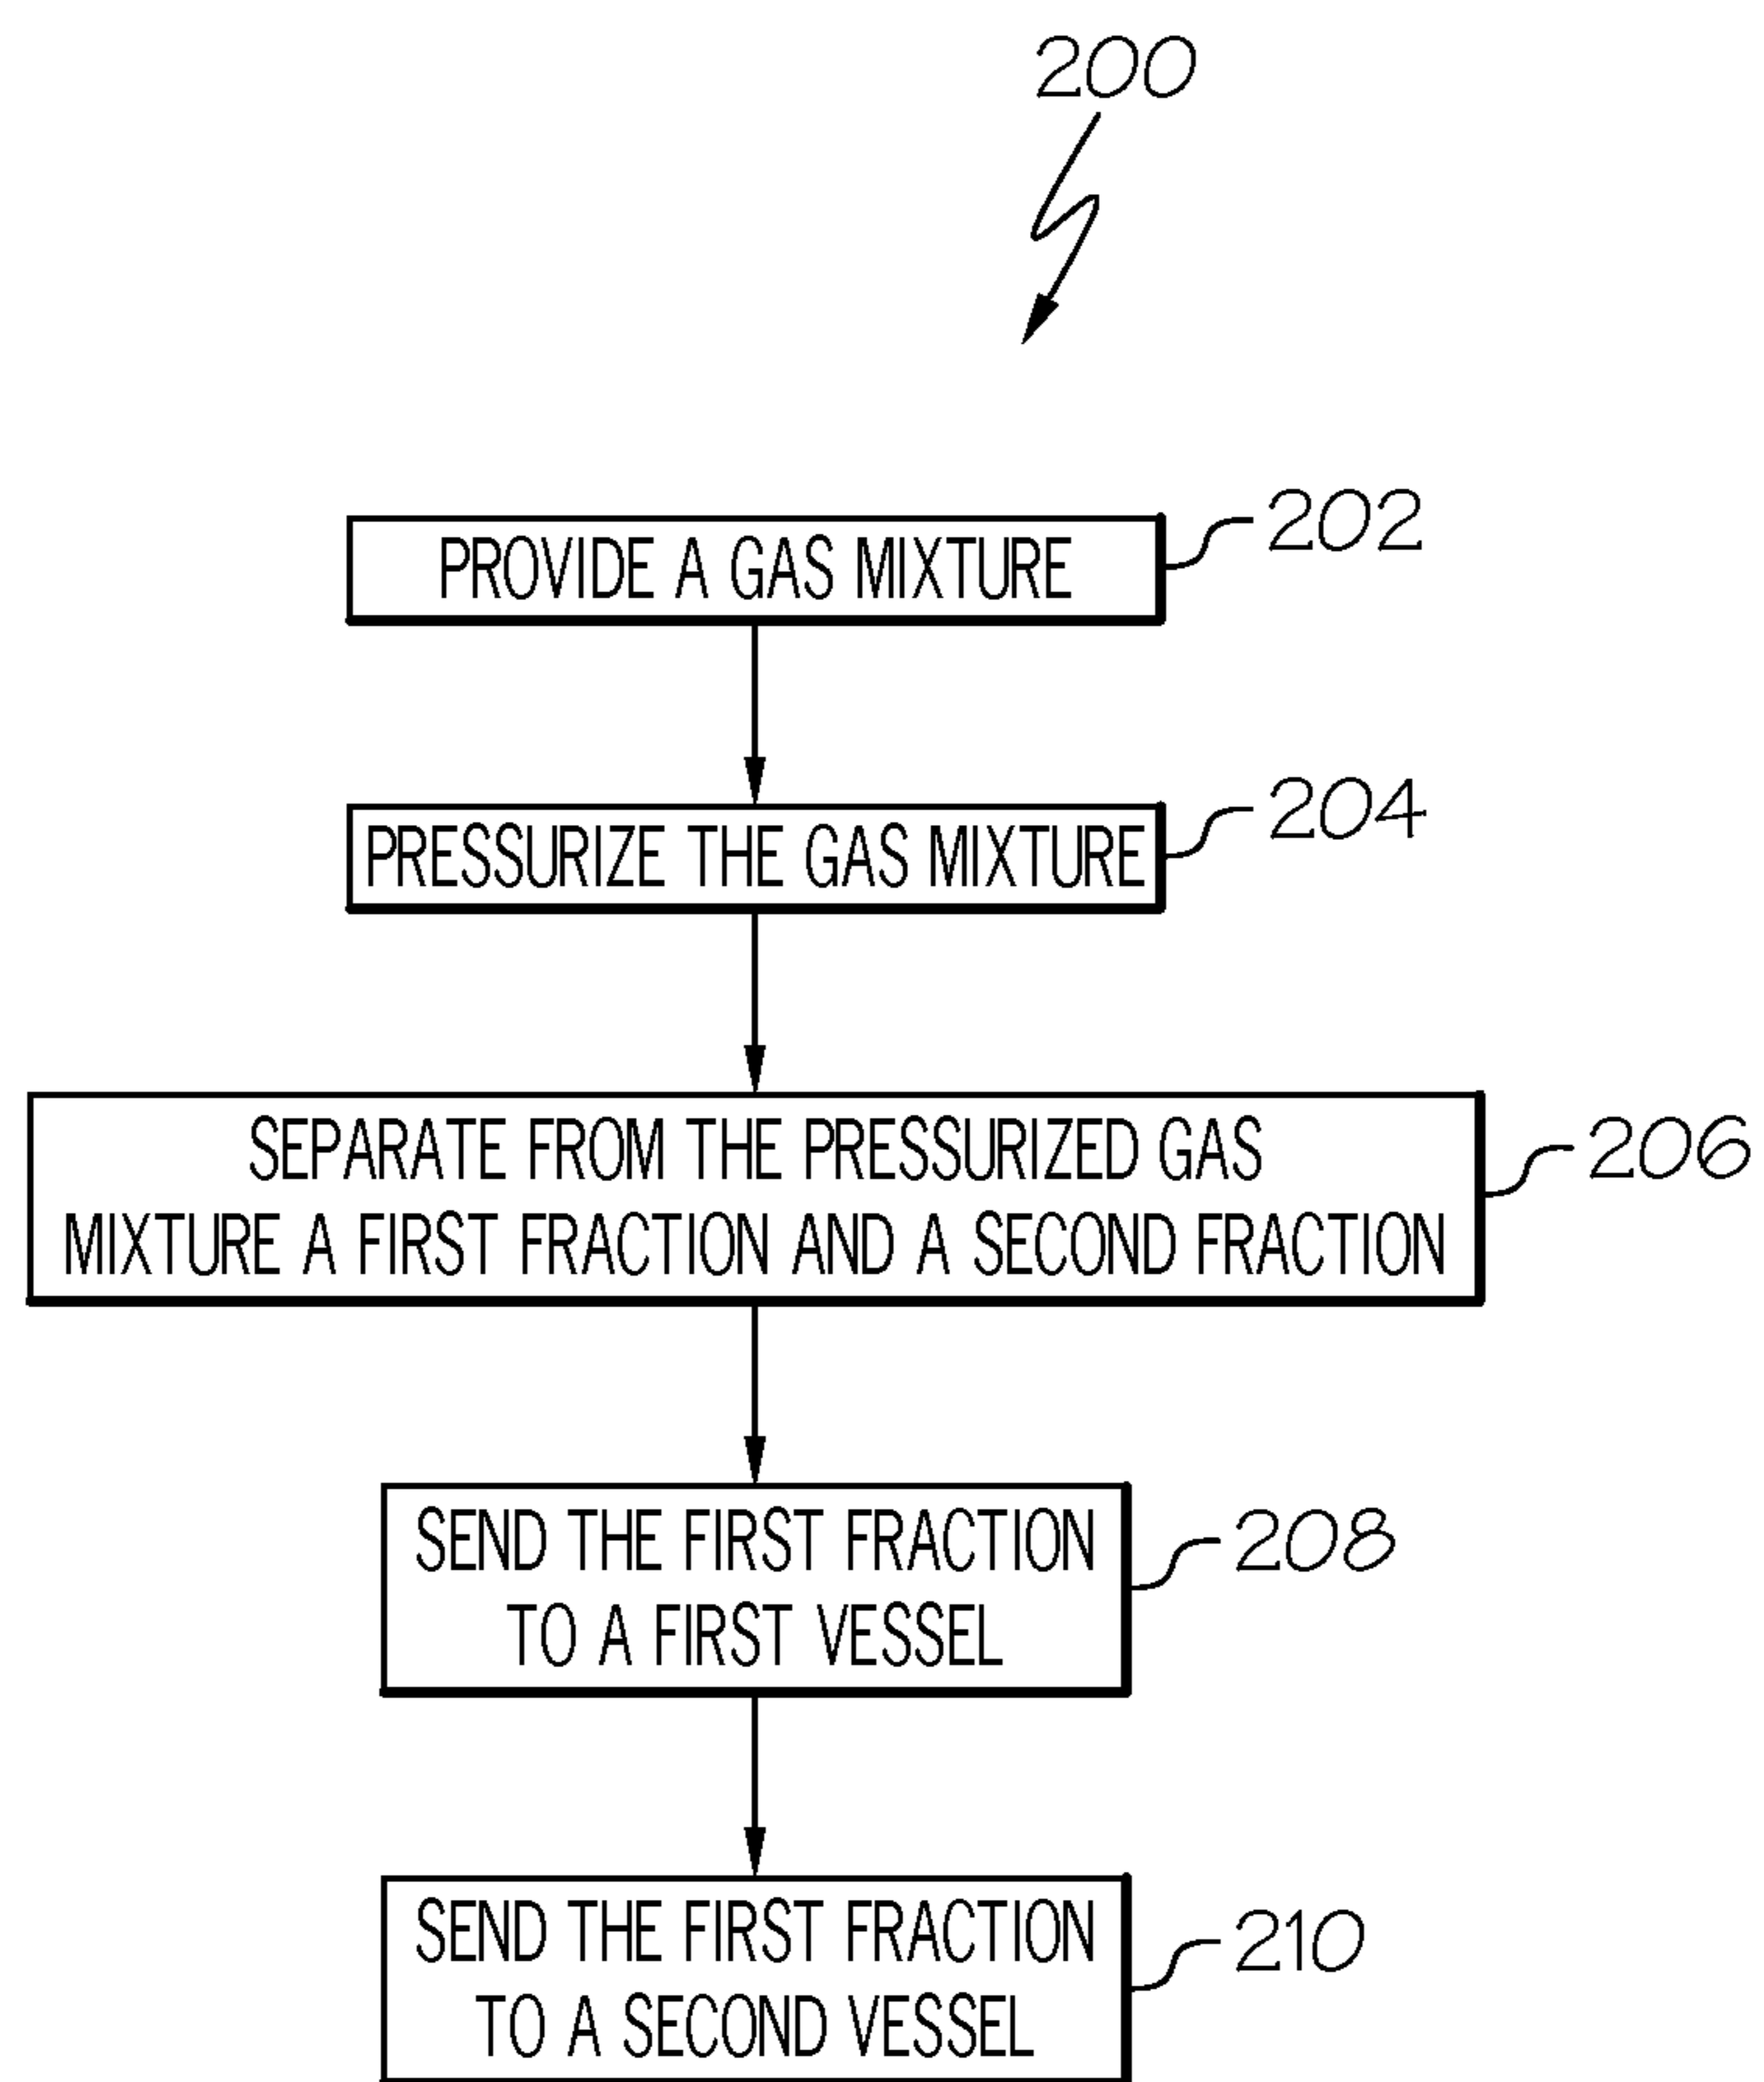 200
PROVIDE A GAS MIXTURE
202
PRESSURIZE THE GAS MIXTURE
204
SEPARATE FROM THE PRESSURIZED GAS
MIXTURE A FIRST FRACTION AND A SECOND FRACTION
206
SEND THE FIRST FRACTION
TO A FIRST VESSEL
208
SEND THE FIRST FRACTION
TO A SECOND VESSEL
210